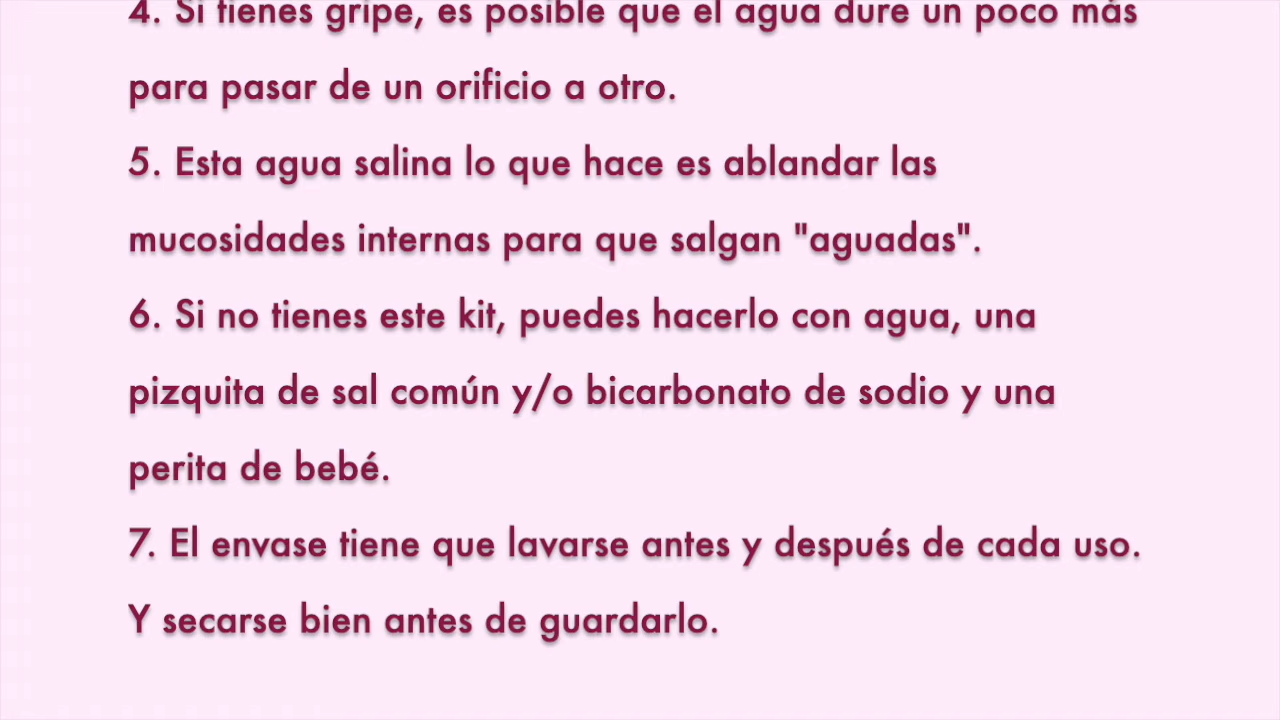 4. Si tienes gripe, es posible que el agua dure un poco más
para pasar de un orificio a otro.
5. Esta agua salina lo que hace es ablandar las
mucosidades internas para que salgan "aguadas".
6. Si no tienes este kit, puedes hacerlo con agua, una
pizquita de sal común y/o bicarbonato de sodio y una
perita de bebé.
7. El envase tiene que lavarse antes y después de cada uso.
Y secarse bien antes de guardarlo.